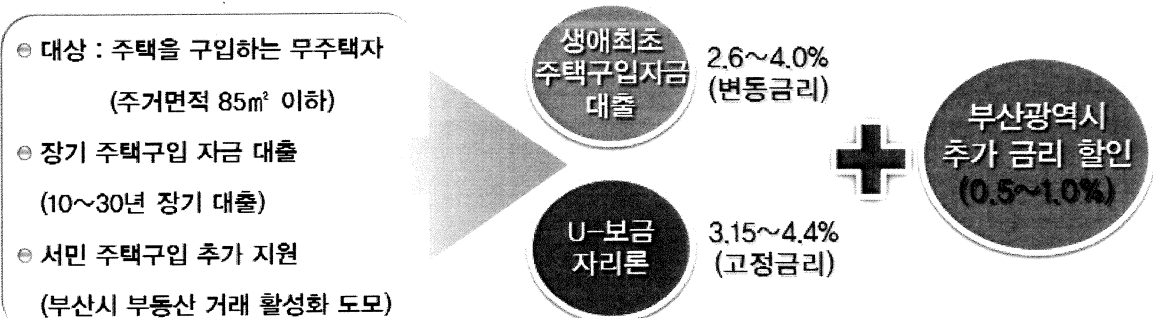 대상 : 주택을 구입하는 무주택자
(주거면적 85㎡ 이하)
장기 주택구입 자금 대출
(10~30년 장기 대출)
서민 주택구입 추가 지원
(부산시 부동산 거래 활성화 도모)
생애최초
주택구입자금
대출
2.6~4.0%
(변동금리)
U-보금
자리론
3.15~4.4%
(고정금리)
부산광역시
추가 금리 할인
(0.5~1.0%)